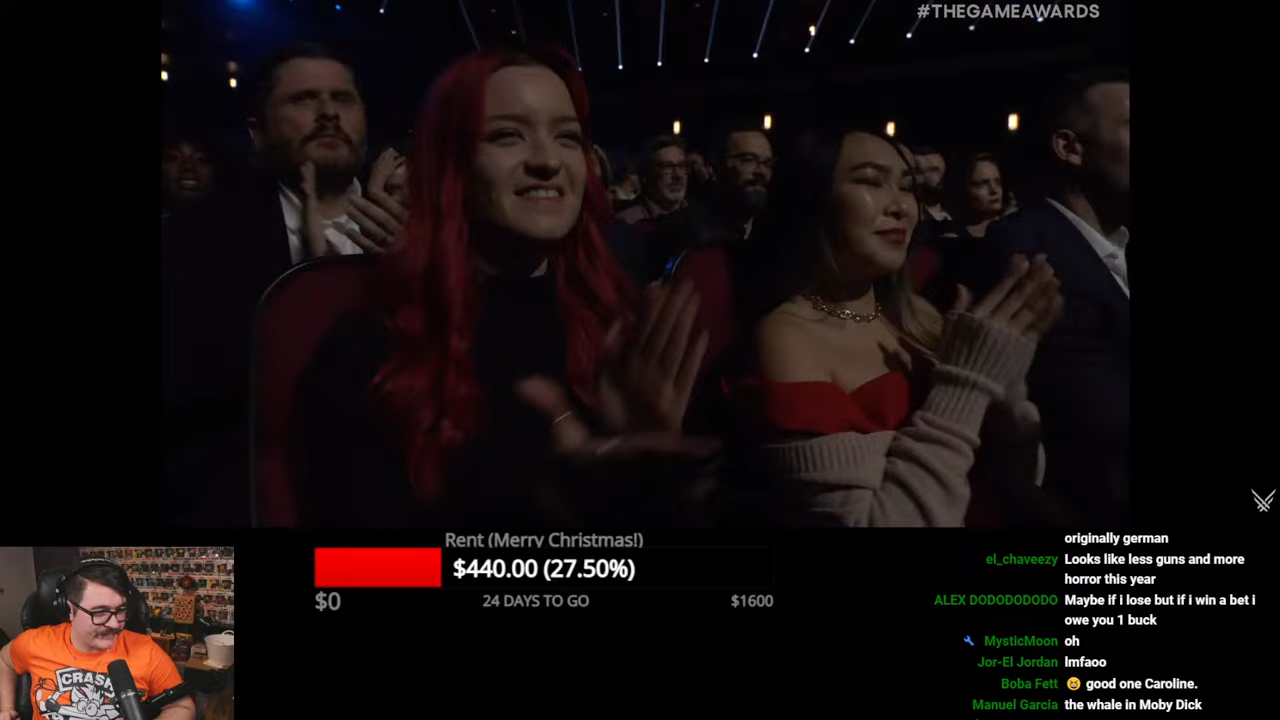 #THEGAMEAWARDS
Rent (Merry Christmas!)
$440.00 (27.50%)
$0
24 DAYS TO GO
$1600
originally german
el_chaveezy Looks like less guns and more
horror this year
ALEX DODODODODO Maybe if i lose but if i win a bet i
owe you 1 buck
MysticMoon oh
Jor-El Jordan lmfaoo
Boba Fett 😆 good one Caroline.
Manuel Garcia the whale in Moby Dick
CRASH